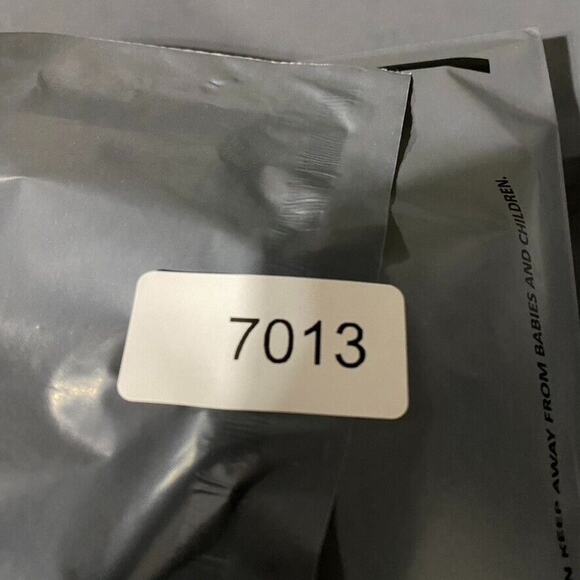 7013
KEEP AWAY FROM BABIES AND CHILDREN.